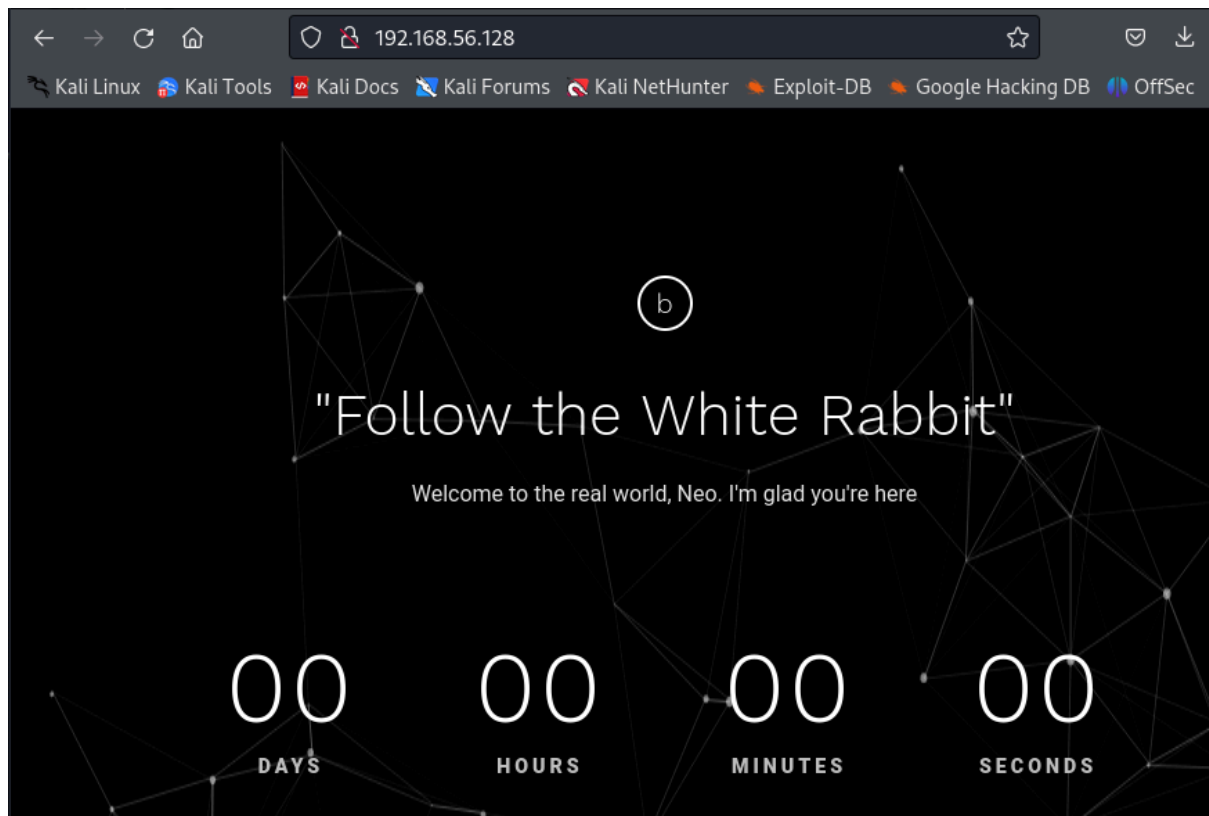 192.168.56.128
Kali Linux Kali Tools Kali Docs Kali Forums Kali NetHunter Exploit-DB Google Hacking DB OffSec
b
"Follow the White Rabbit"
Welcome to the real world, Neo. I'm glad you're here
00 00 00 00
DAYS HOURS MINUTES SECONDS